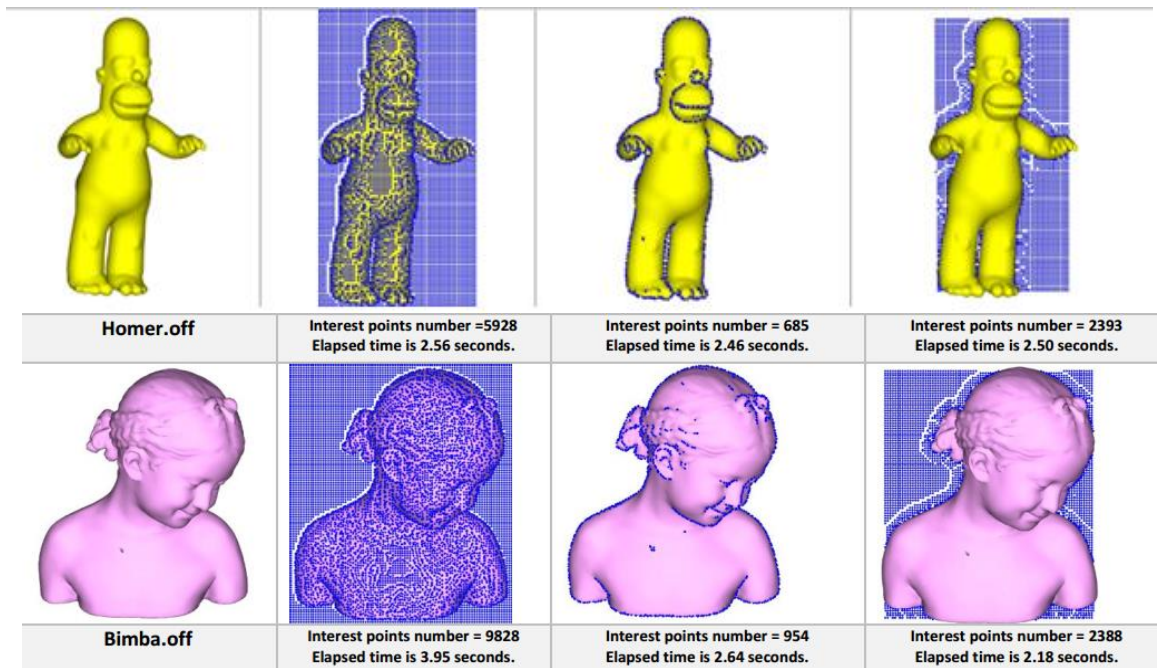 Homer.off
Interest points number =5928
Elapsed time is 2.56 seconds.
Interest points number = 685
Elapsed time is 2.46 seconds.
Interest points number = 2393
Elapsed time is 2.50 seconds.
Bimba.off
Interest points number = 9828
Elapsed time is 3.95 seconds.
Interest points number = 954
Elapsed time is 2.64 seconds.
Interest points number = 2388
Elapsed time is 2.18 seconds.